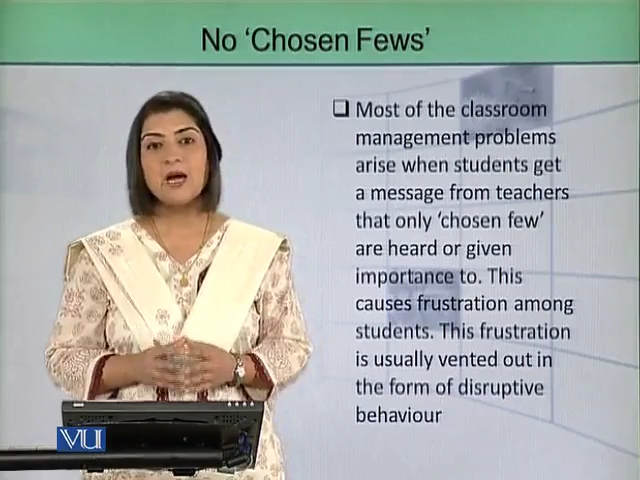 No ‘Chosen Fews’
❑ Most of the classroom
management problems
arise when students get
a message from teachers
that only ‘chosen few’
are heard or given
importance to. This
causes frustration among
students. This frustration
is usually vented out in
the form of disruptive
behaviour
VU